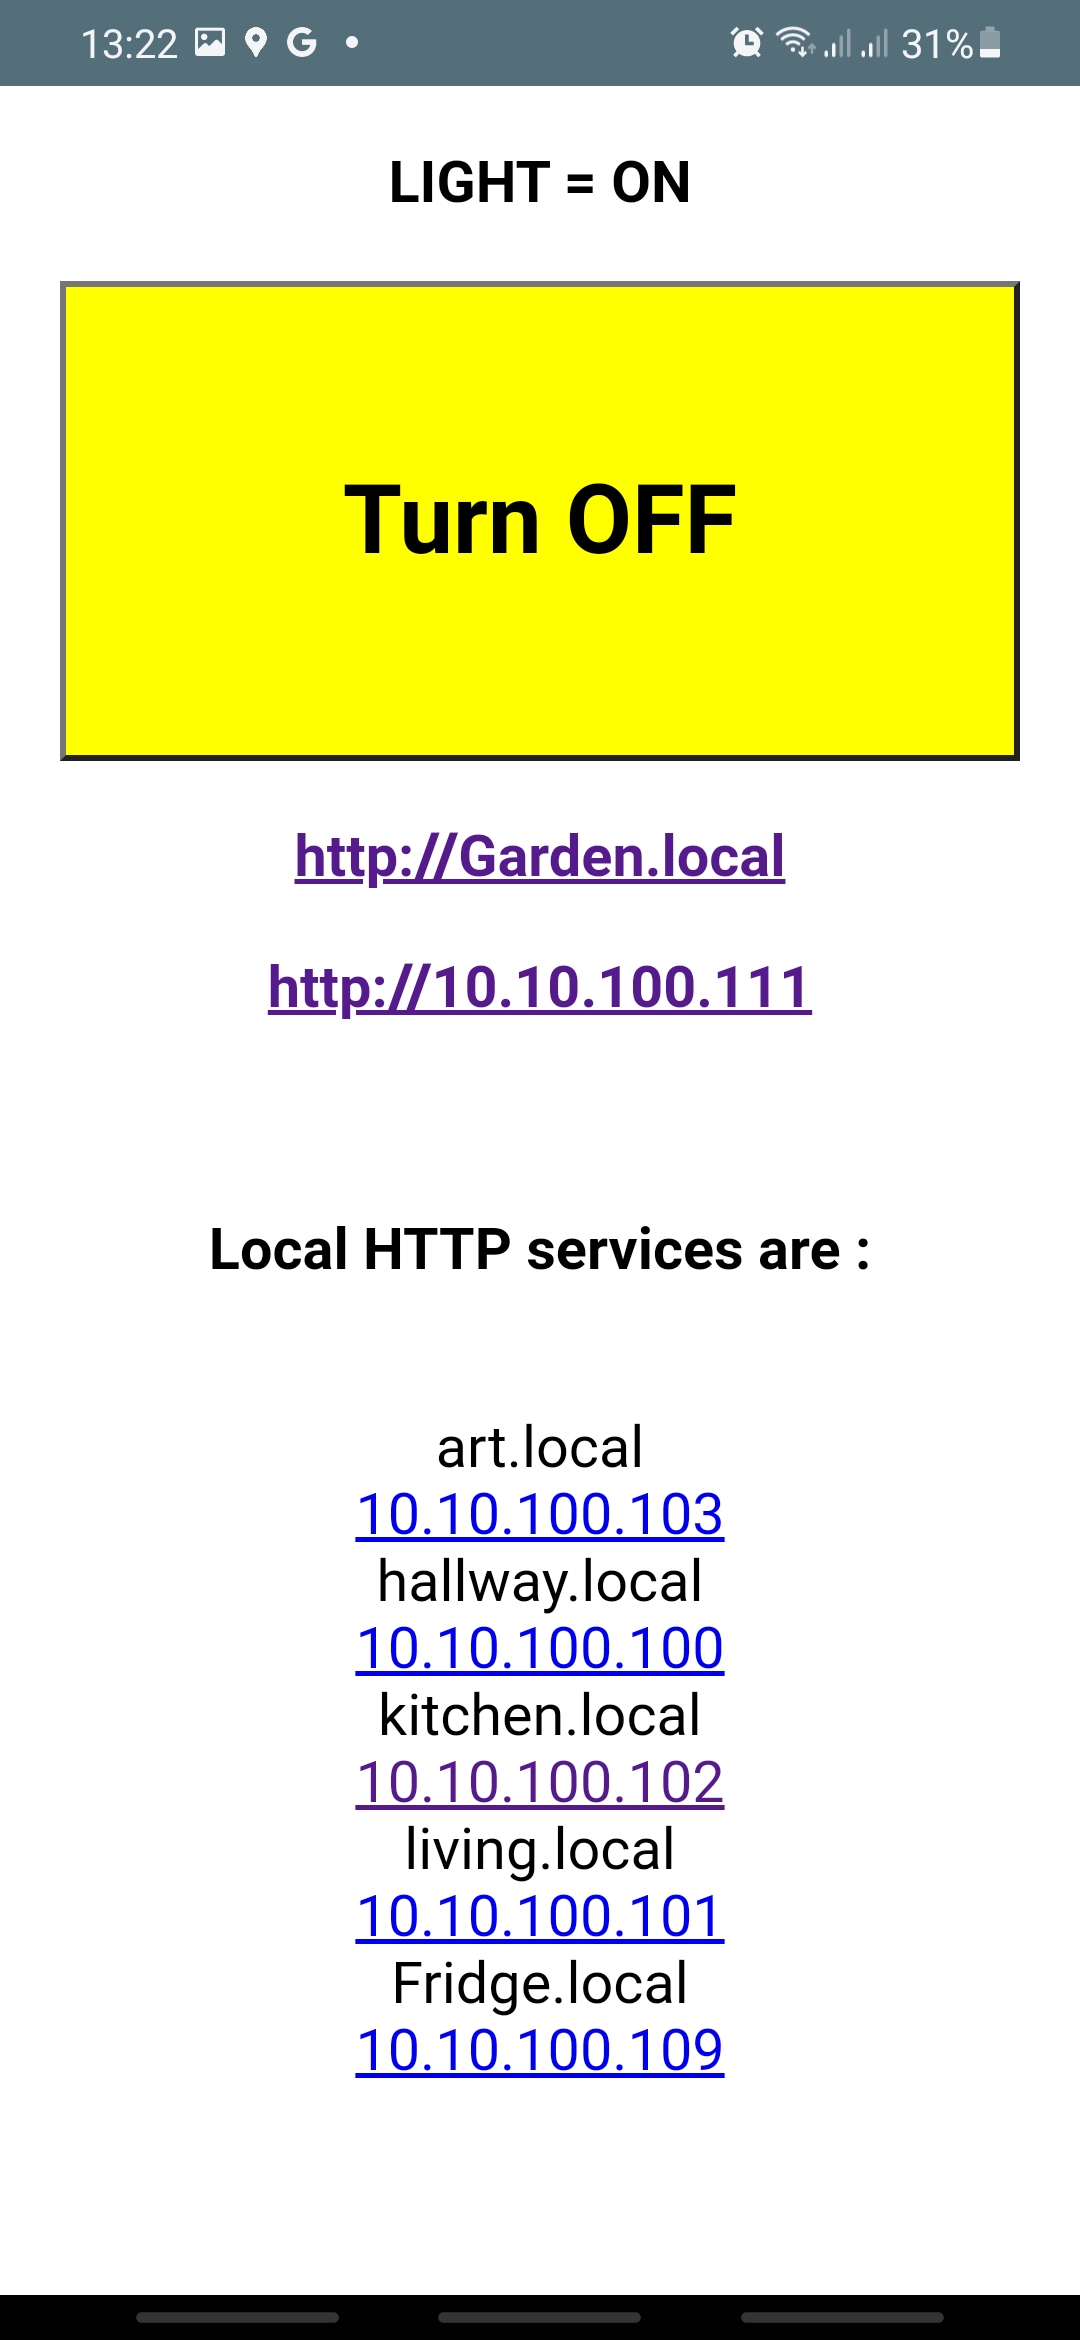 13:22
31%
LIGHT = ON
Turn OFF
http://Garden.local
http://10.10.100.111
Local HTTP services are :
art.local
10.10.100.103
hallway.local
10.10.100.100
kitchen.local
10.10.100.102
living.local
10.10.100.101
Fridge.local
10.10.100.109